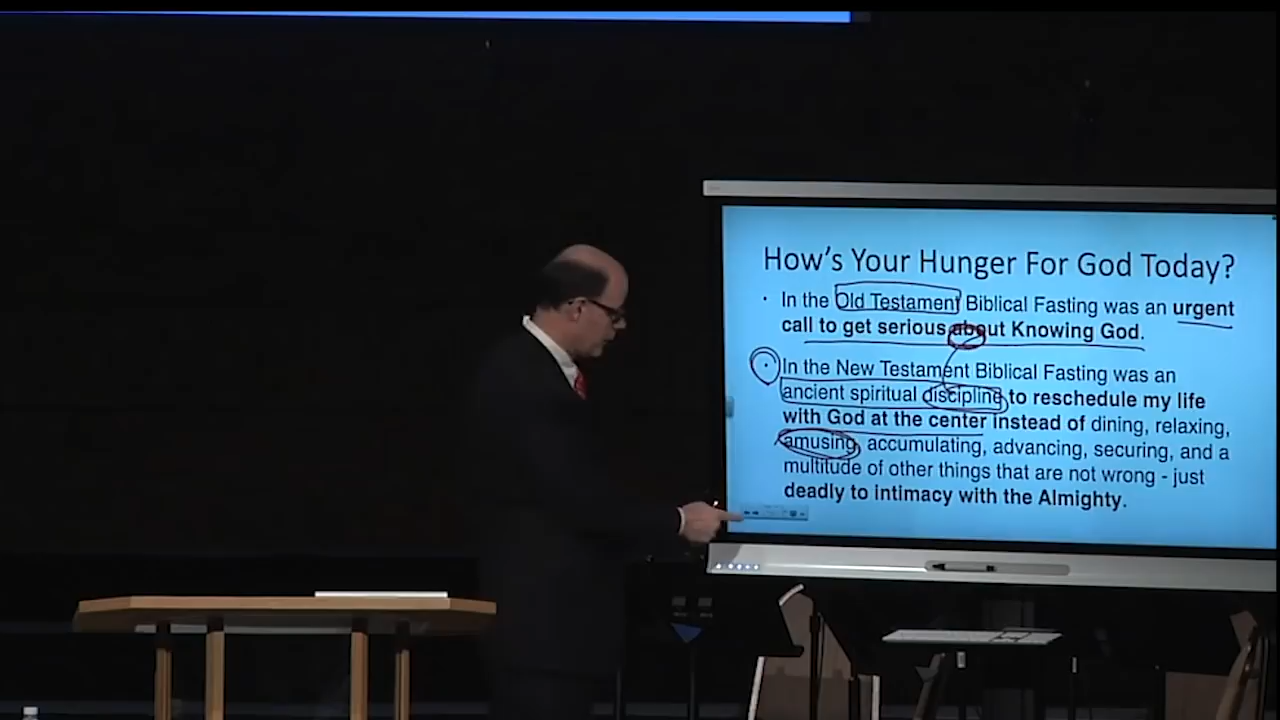 How's Your Hunger For God Today?
· In the Old Testament Biblical Fasting was an urgent
call to get serious about Knowing God.
· In the New Testament Biblical Fasting was an
ancient spiritual discipline to reschedule my life
with God at the center instead of dining, relaxing,
amusing, accumulating, advancing, securing, and a
multitude of other things that are not wrong - just
deadly to intimacy with the Almighty.